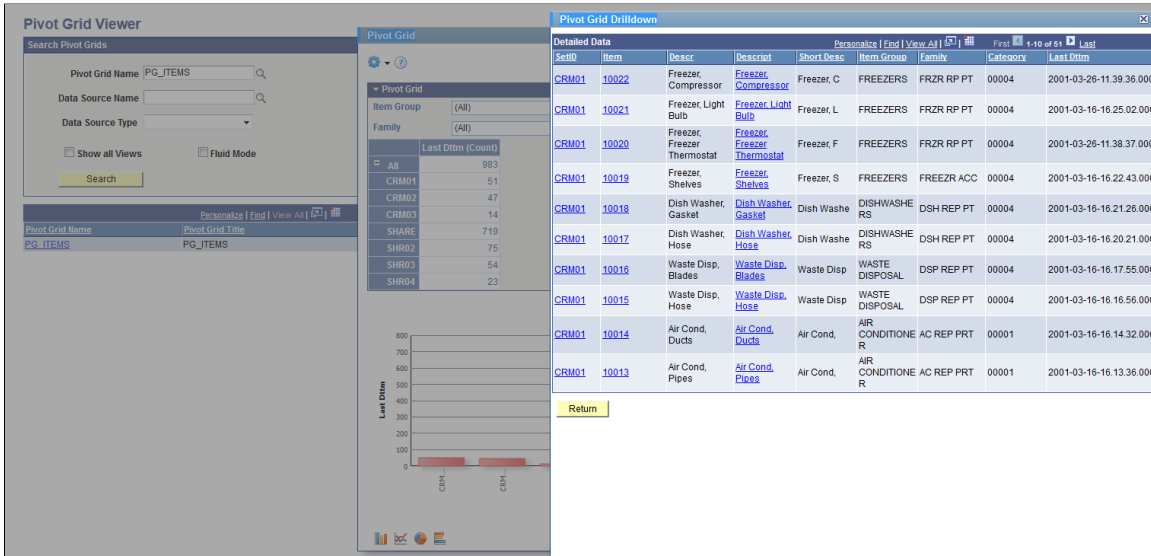 Pivot Grid Viewer
Search Pivot Grids
Pivot Grid Name PG_ITEMS
Data Source Name
Data Source Type
Show all Views Fluid Mode
Search
Personalize | Find | View All |
Pivot Grid Name Pivot Grid Title
PG_ITEMS PG_ITEMS
Pivot Grid
Pivot Grid
Item Group (All)
Family (All)
Last Dttm (Count)
All 983
CRM01 51
CRM02 47
CRM03 14
SHARE 719
SHR02 75
SHR03 54
SHR04 23
800
700
600
500
400
300
200
100
0
Last Dttm
CRM...
CRM...
Pivot Grid Drilldown
Detailed Data Personalize | Find | View All | First 1-10 of 51 Last
SetID Item Descr Descript Short Desc Item Group Family Category Last Dttm
CRM01 10022 Freezer, Compressor Freezer, Compressor Freezer, C FREEZERS FRZR RP PT 00004 2001-03-26-11.39.36.000
CRM01 10021 Freezer, Light Bulb Freezer, Light Bulb Freezer, L FREEZERS FRZR RP PT 00004 2001-03-16-16.25.02.000
CRM01 10020 Freezer, Freezer Thermostat Freezer, Freezer Thermostat Freezer, F FREEZERS FRZR RP PT 00004 2001-03-26-11.38.37.000
CRM01 10019 Freezer, Shelves Freezer, Shelves Freezer, S FREEZERS FREEZR ACC 00004 2001-03-16-16.22.43.000
CRM01 10018 Dish Washer, Gasket Dish Washer, Gasket Dish Washe DISHWASHE RS DSH REP PT 00004 2001-03-16-16.21.26.000
CRM01 10017 Dish Washer, Hose Dish Washer, Hose Dish Washe DISHWASHE RS DSH REP PT 00004 2001-03-16-16.20.21.000
CRM01 10016 Waste Disp, Blades Waste Disp, Blades Waste Disp WASTE DISPOSAL DSP REP PT 00004 2001-03-16-16.17.55.000
CRM01 10015 Waste Disp, Hose Waste Disp, Hose Waste Disp WASTE DISPOSAL DSP REP PT 00004 2001-03-16-16.16.56.000
CRM01 10014 Air Cond, Ducts Air Cond, Ducts Air Cond, AIR CONDITIONE R AC REP PRT 00001 2001-03-16-16.14.32.000
CRM01 10013 Air Cond, Pipes Air Cond, Pipes Air Cond, AIR CONDITIONE R AC REP PRT 00001 2001-03-16-16.13.36.000
Return